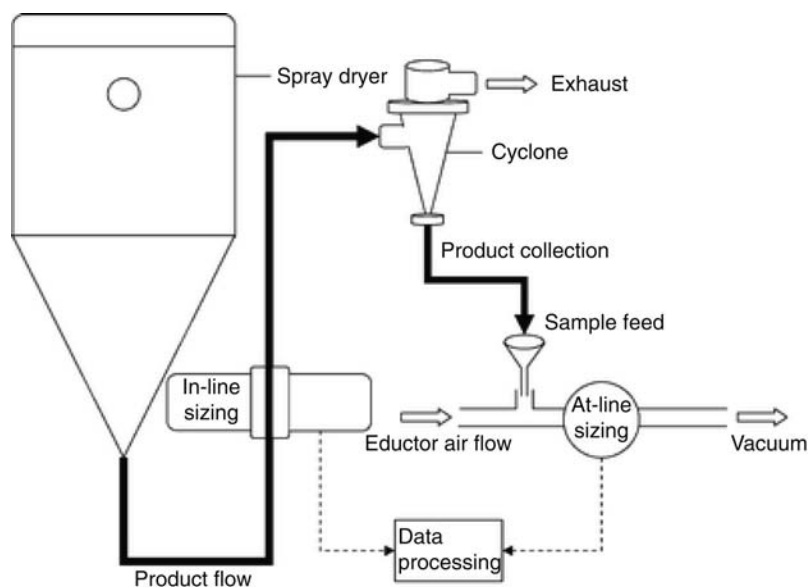 Spray dryer
Exhaust
Cyclone
Product collection
Sample feed
In-line
sizing
At-line
sizing
Eductor air flow
Vacuum
Data
processing
Product flow